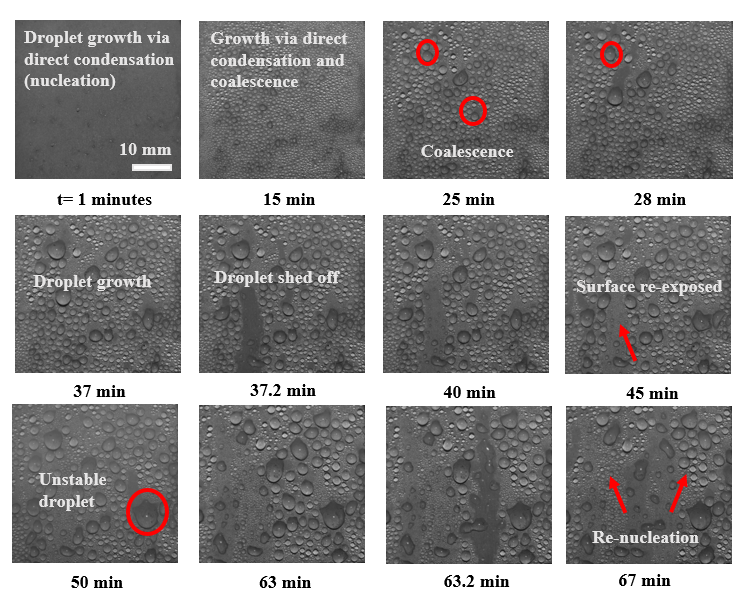 Droplet growth via
direct condensation
(nucleation)
10 mm
t= 1 minutes
Growth via direct
condensation and
coalescence
15 min
Coalescence
25 min
28 min
Droplet growth
37 min
Droplet shed off
37.2 min
40 min
Surface re-exposed
45 min
Unstable
droplet
50 min
63 min
63.2 min
Re-nucleation
67 min